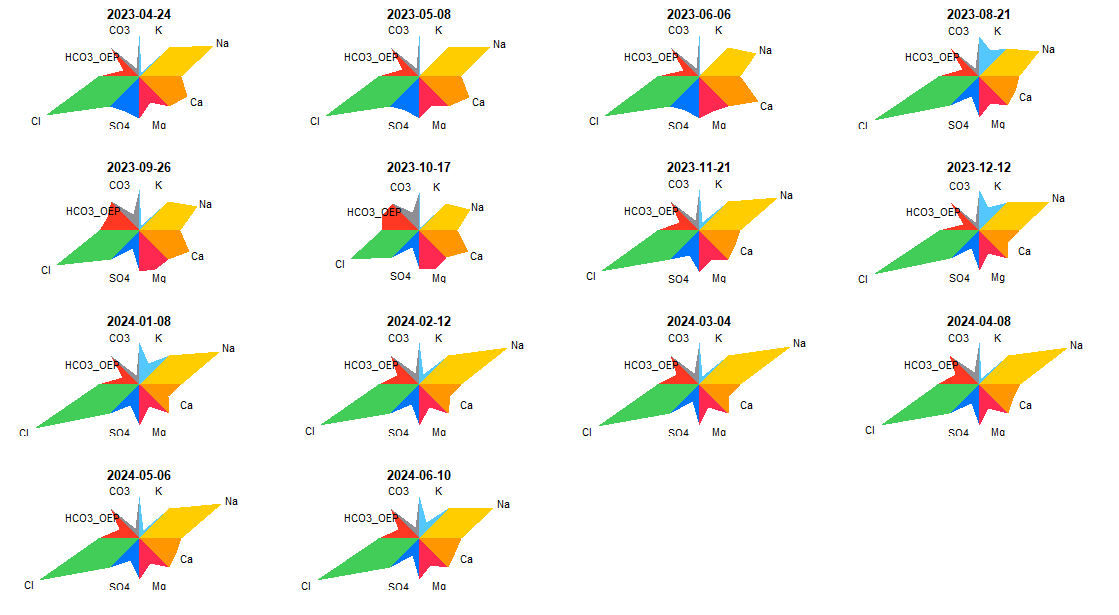 2023-04-24
CO3 K
Na
HCO3_OEP
Ca
Cl
SO4 Mg
2023-05-08
CO3 K
Na
HCO3_OEP
Ca
Cl
SO4 Mg
2023-06-06
CO3 K
Na
HCO3_OEP
Ca
Cl
SO4 Mg
2023-08-21
CO3 K
Na
HCO3_OEP
Ca
Cl
SO4 Mg
2023-09-26
CO3 K
Na
HCO3_OEP
Ca
Cl
SO4 Mg
2023-10-17
CO3 K
Na
HCO3_OEP
Ca
Cl
SO4 Mg
2023-11-21
CO3 K
Na
HCO3_OEP
Ca
Cl
SO4 Mg
2023-12-12
CO3 K
Na
HCO3_OEP
Ca
Cl
SO4 Mg
2024-01-08
CO3 K
Na
HCO3_OEP
Ca
Cl
SO4 Mg
2024-02-12
CO3 K
Na
HCO3_OEP
Ca
Cl
SO4 Mg
2024-03-04
CO3 K
Na
HCO3_OEP
Ca
Cl
SO4 Mg
2024-04-08
CO3 K
Na
HCO3_OEP
Ca
Cl
SO4 Mg
2024-05-06
CO3 K
Na
HCO3_OEP
Ca
Cl
SO4 Mg
2024-06-10
CO3 K
Na
HCO3_OEP
Ca
Cl
SO4 Mg